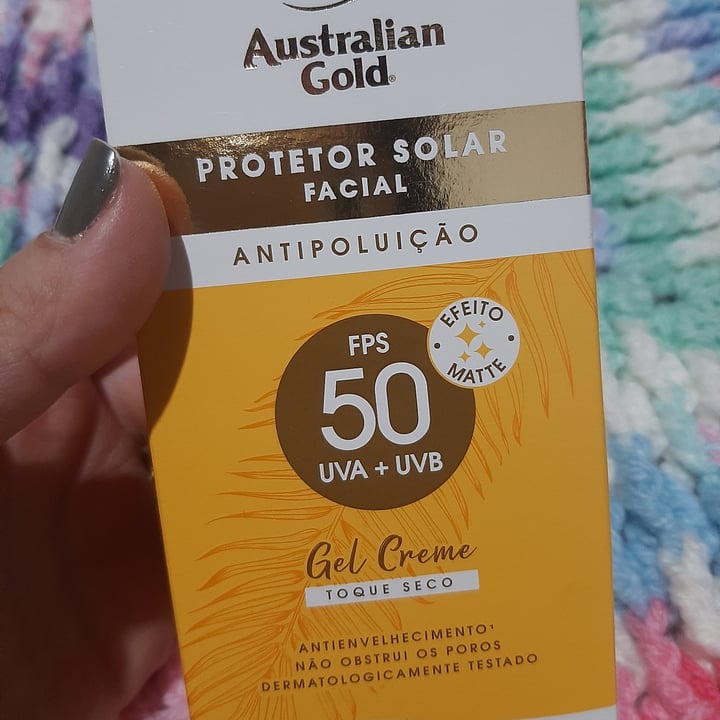 Australian
Gold®
PROTETOR SOLAR
FACIAL
ANTIPOLUIÇÃO
EFEITO
MATTE
FPS
50
UVA + UVB
Gel Creme
TOQUE SECO
ANTIENVELHECIMENTO¹
NÃO OBSTRUI OS POROS
DERMATOLOGICAMENTE TESTADO